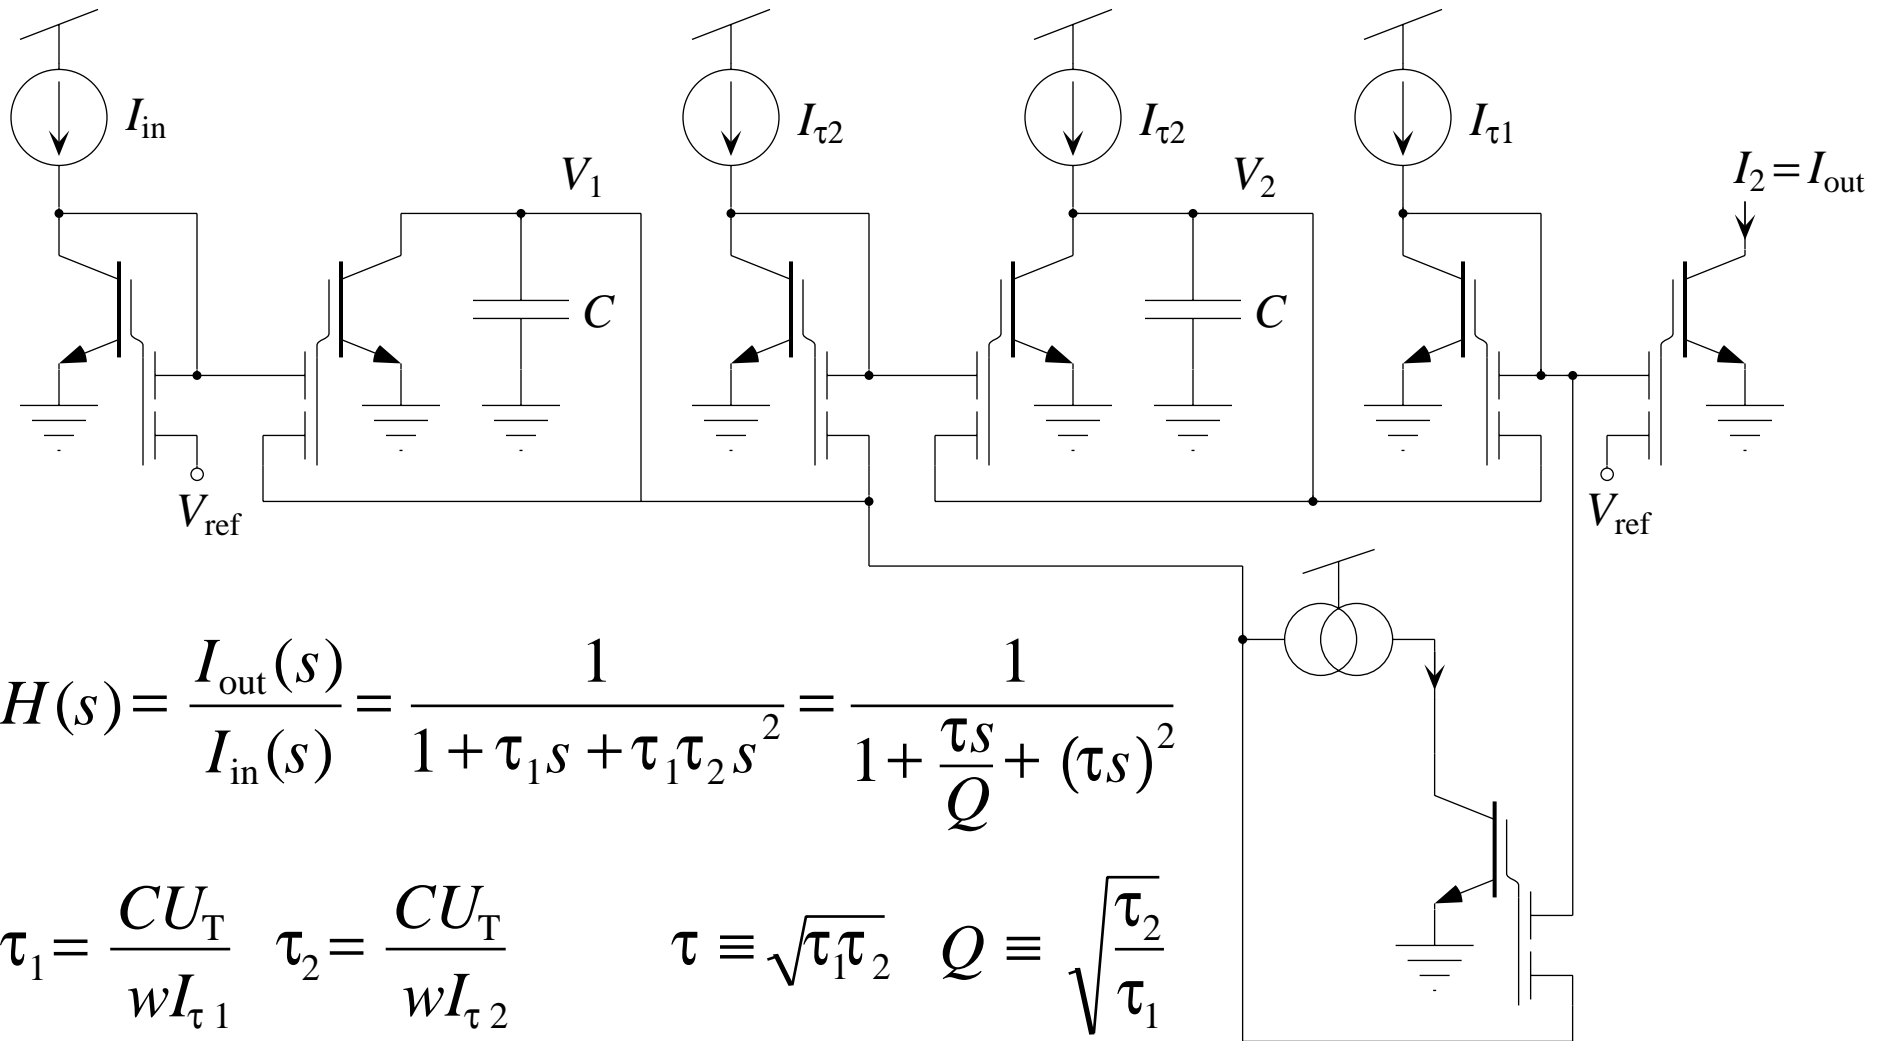 I_in
I_τ2
I_τ2
I_τ1
V_1
V_2
I_2 = I_out
C
C
V_ref
V_ref
H(s) = I_out(s) / I_in(s) = 1 / (1 + τ_1 s + τ_1 τ_2 s^2) = 1 / (1 + τs/Q + (τs)^2)
τ_1 = CU_T / wI_τ1   τ_2 = CU_T / wI_τ2   τ ≡ √(τ_1 τ_2)   Q ≡ √(τ_2/τ_1)